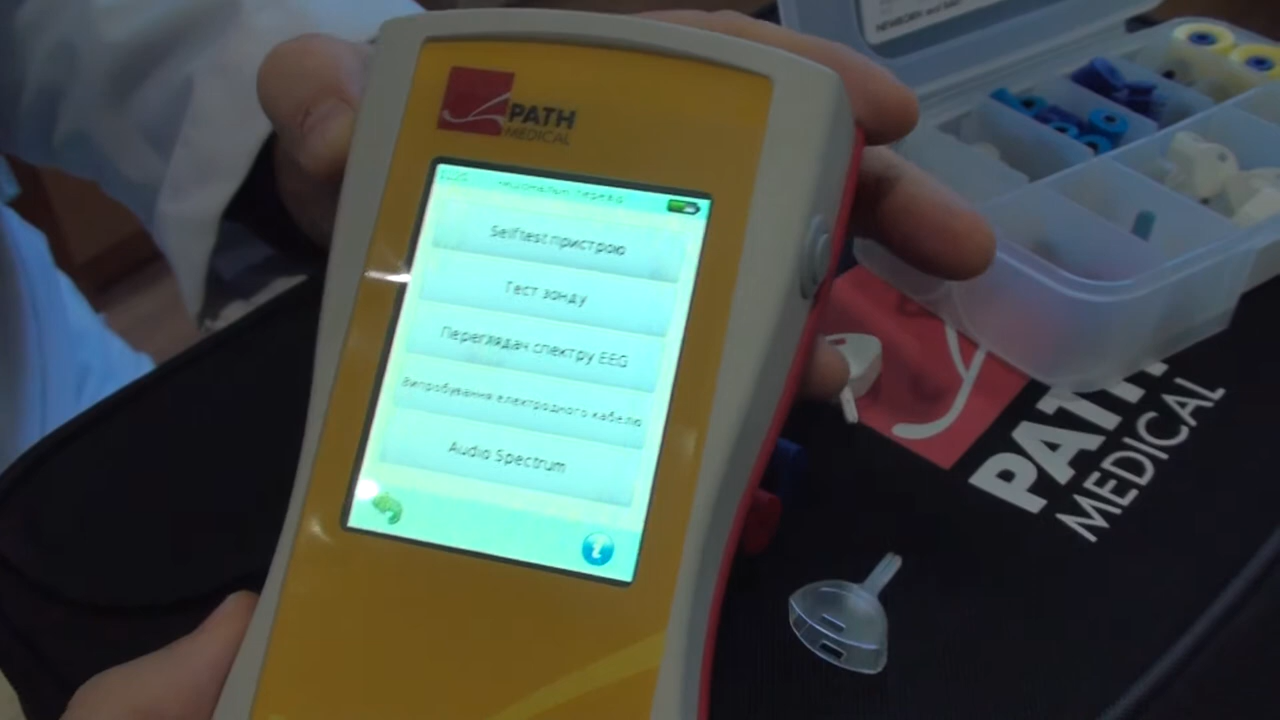 PATH
MEDICAL
Selftest пристрою
Тест зонду
Переглядач спектру EEG
Випробування електродного кабелю
Audio Spectrum
PATH
MEDICAL